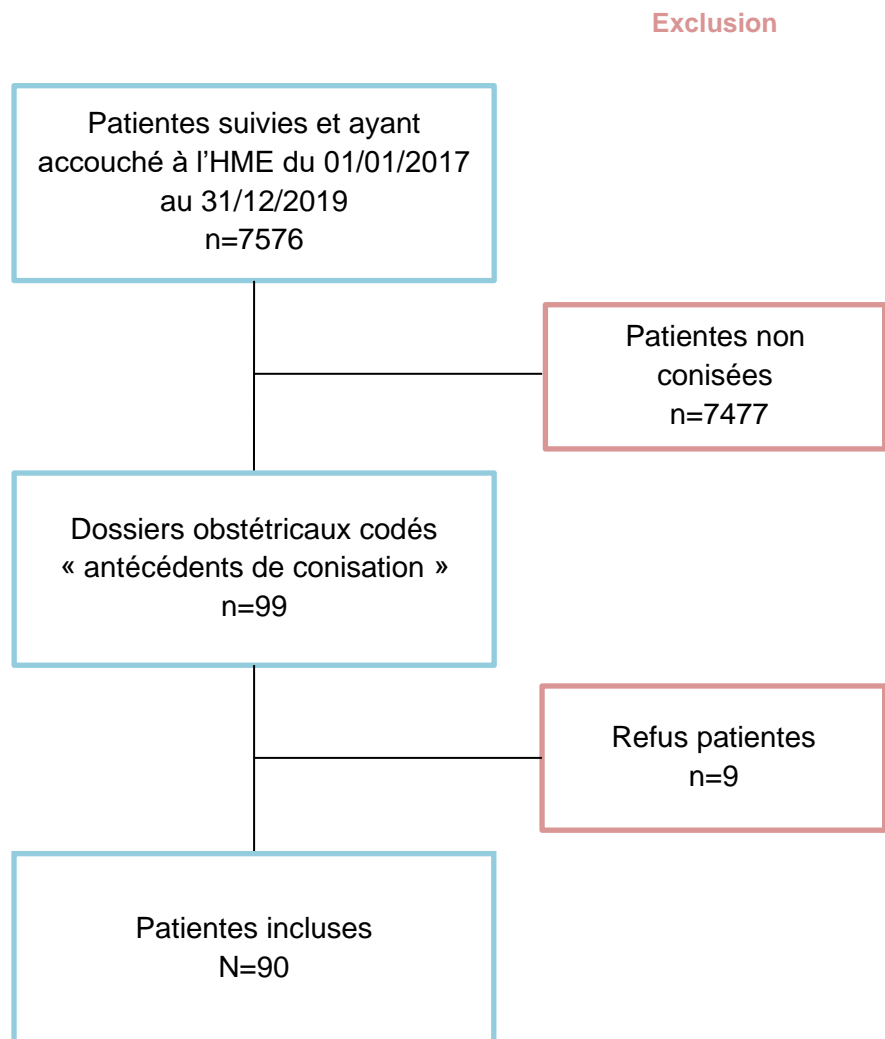 Exclusion
Patientes suivies et ayant
accouché à l’HME du 01/01/2017
au 31/12/2019
n=7576
Patientes non
conisées
n=7477
Dossiers obstétricaux codés
« antécédents de conisation »
n=99
Refus patientes
n=9
Patientes incluses
N=90